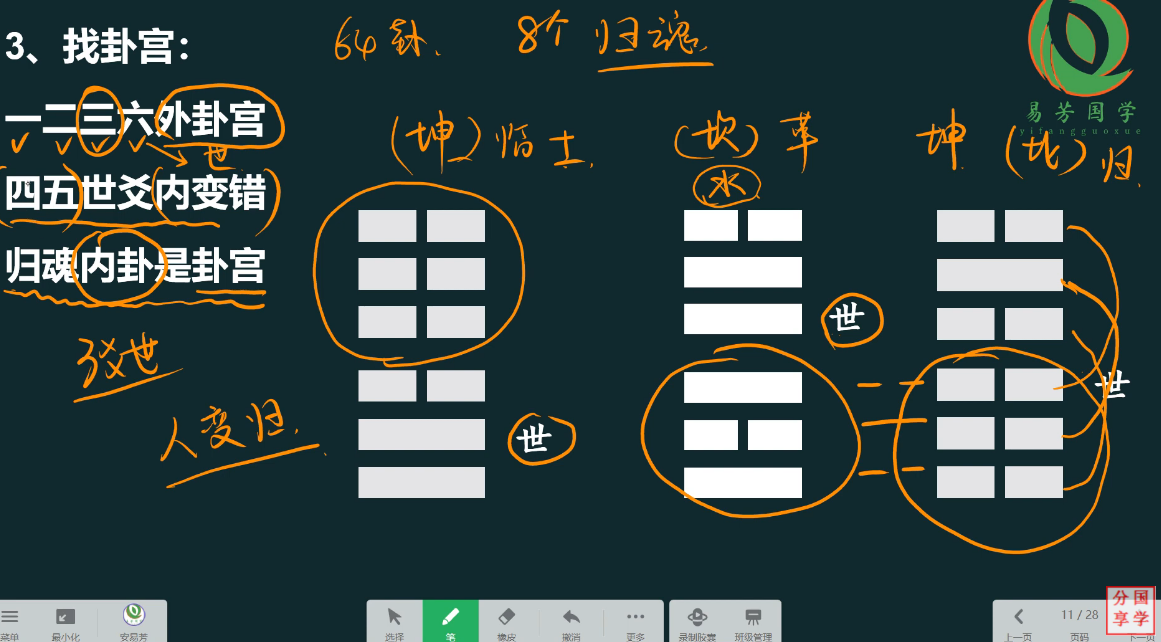 3、找卦宫：
64卦. 8个 归魂.
一二三六外卦宫
世
四五世爻内变错
归魂内卦是卦宫
3爻世
人变归.
(坤) 临 土.
(坎) 革
水
坤 (比) 归.
世
世
世
易芳国学
yifangguoxue
菜单
最小化
安易芳
选择
笔
橡皮
撤消
更多
录制胶囊
班级管理
上一页
11 / 28
页码
下一页
分国
享学